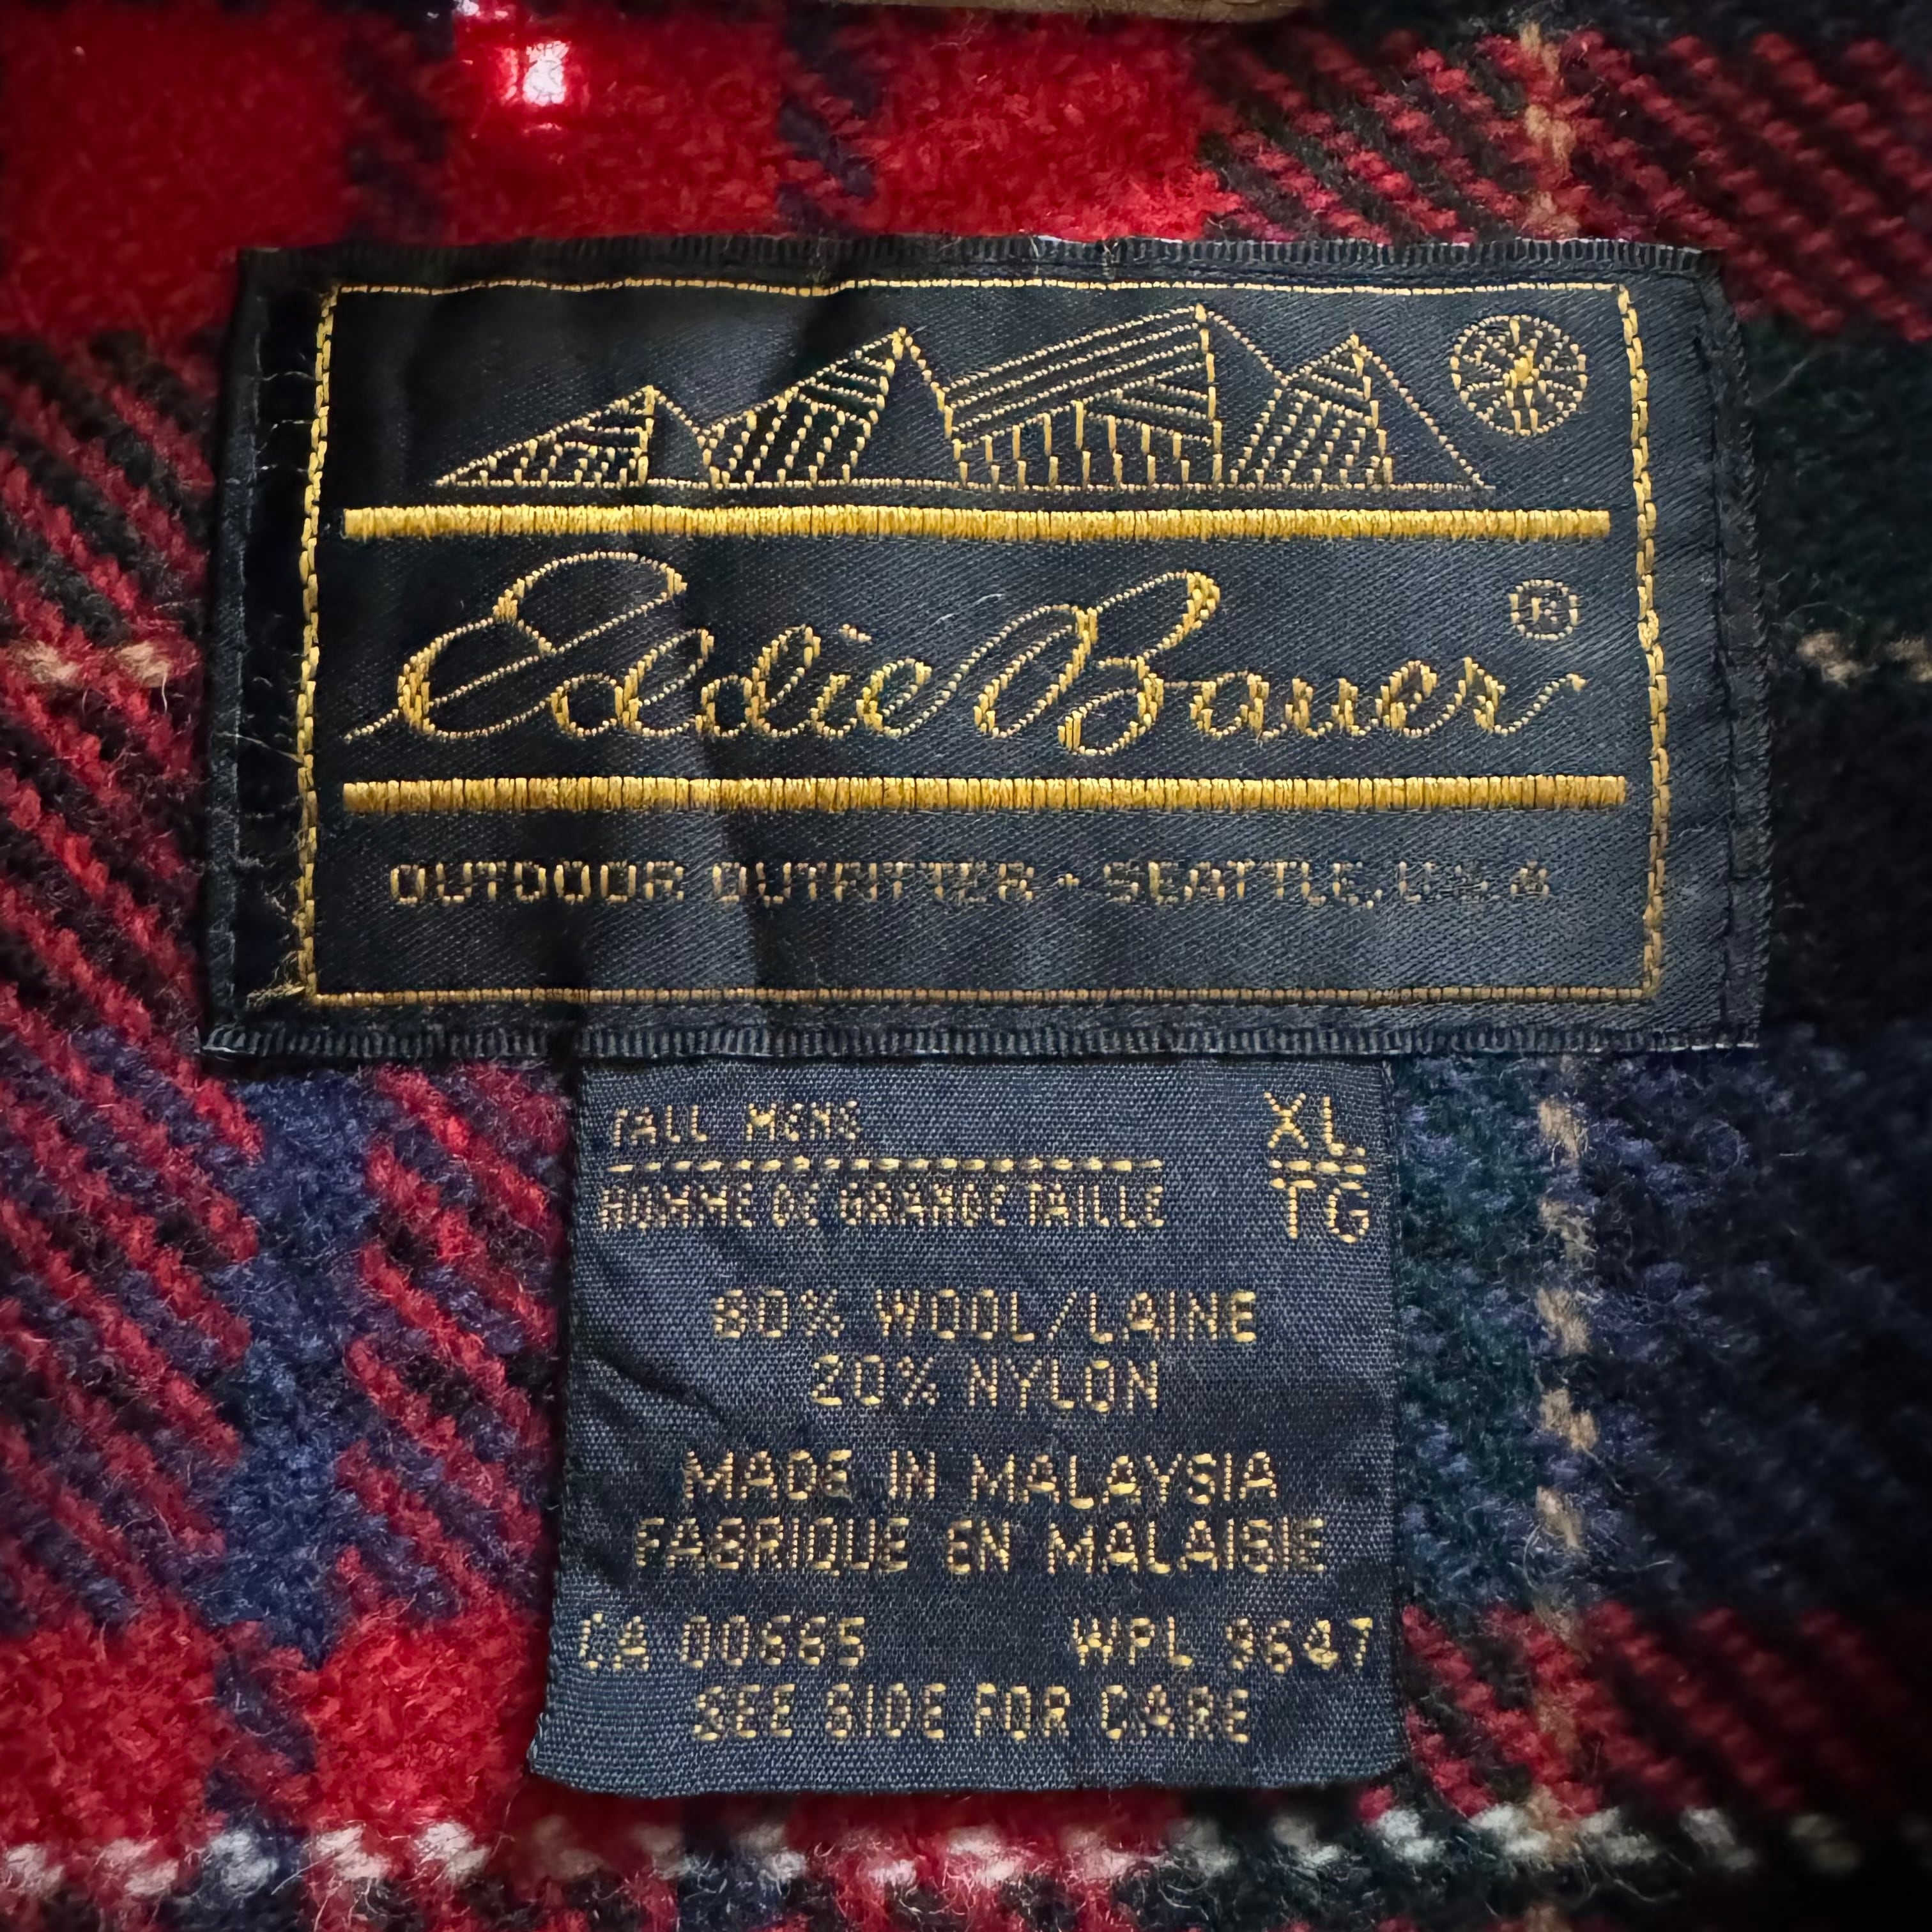 Eddie Bauer ®
OUTDOOR OUTFITTER · SEATTLE, U.S.A
TALL MENS
HOMME DE GRANDE TAILLE
XL
TG
80% WOOL/LAINE
20% NYLON
MADE IN MALAYSIA
FABRIQUE EN MALAISIE
CA 00885
WPL 9647
SEE SIDE FOR CARE